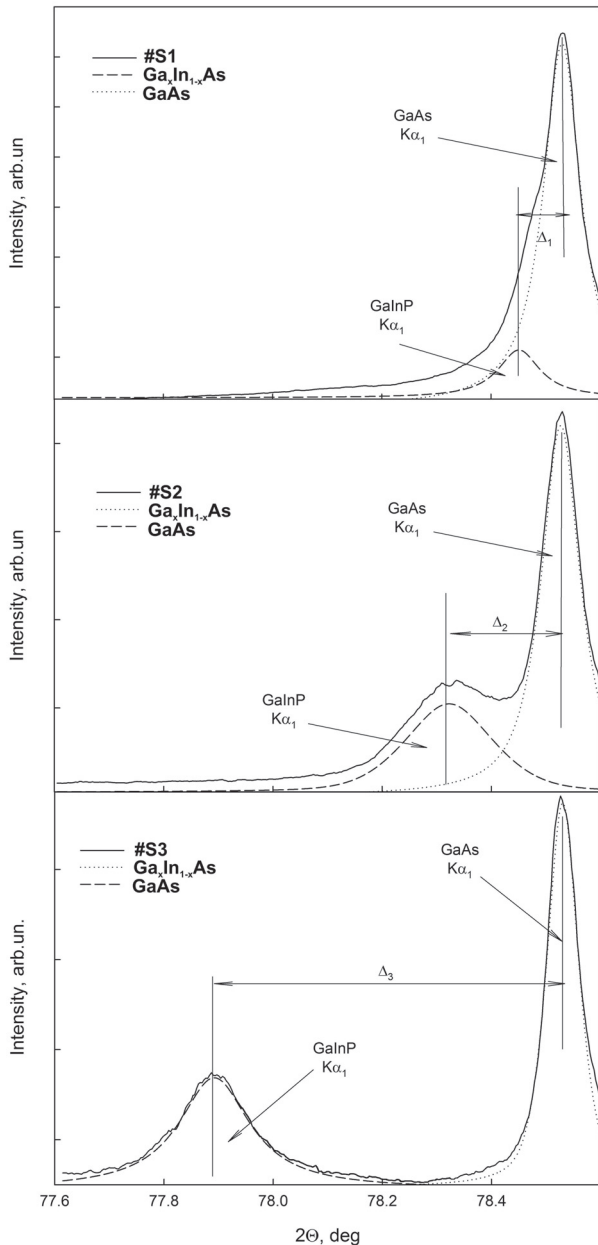 #S1
GaₓIn₁₋ₓAs
GaAs
GaAs
Kα₁
Δ₁
GaInP
Kα₁
Intensity, arb.un
#S2
GaₓIn₁₋ₓAs
GaAs
GaAs
Kα₁
Δ₂
GaInP
Kα₁
Intensity, arb.un
#S3
GaₓIn₁₋ₓAs
GaAs
GaAs
Kα₁
Δ₃
GaInP
Kα₁
Intensity, arb.un.
77.6 77.8 78.0 78.2 78.4
2Θ, deg